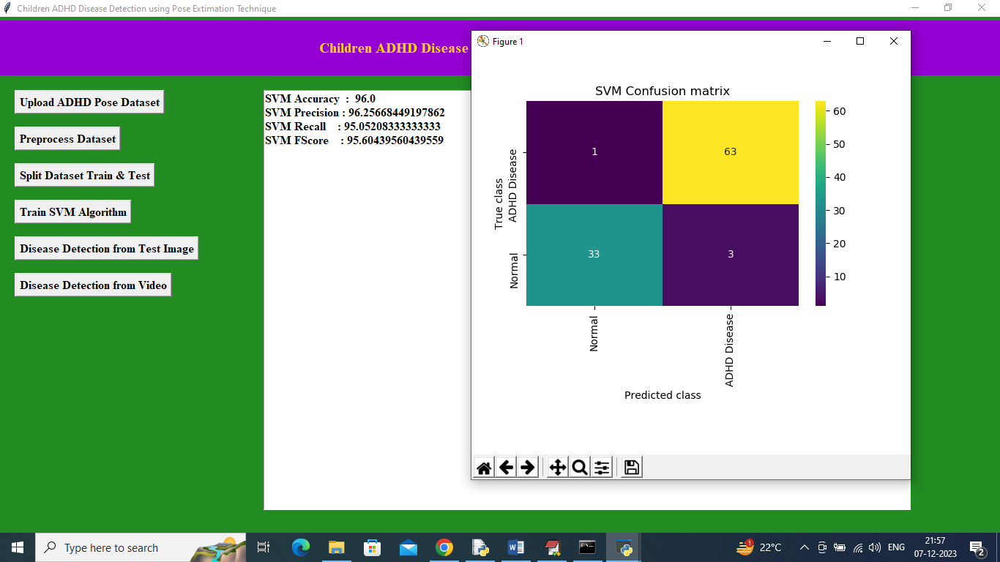 Children ADHD Disease Detection using Pose Extimation Technique
Children ADHD Disease
Upload ADHD Pose Dataset
Preprocess Dataset
Split Dataset Train & Test
Train SVM Algorithm
Disease Detection from Test Image
Disease Detection from Video
SVM Accuracy : 96.0
SVM Precision : 96.25668449197862
SVM Recall : 95.05208333333333
SVM FScore : 95.60439560439559
Figure 1
SVM Confusion matrix
True class
ADHD Disease
Normal
1
63
33
3
Normal
ADHD Disease
Predicted class
60
50
40
30
20
10
Type here to search
1
22°C
ENG
21:57
07-12-2023
2